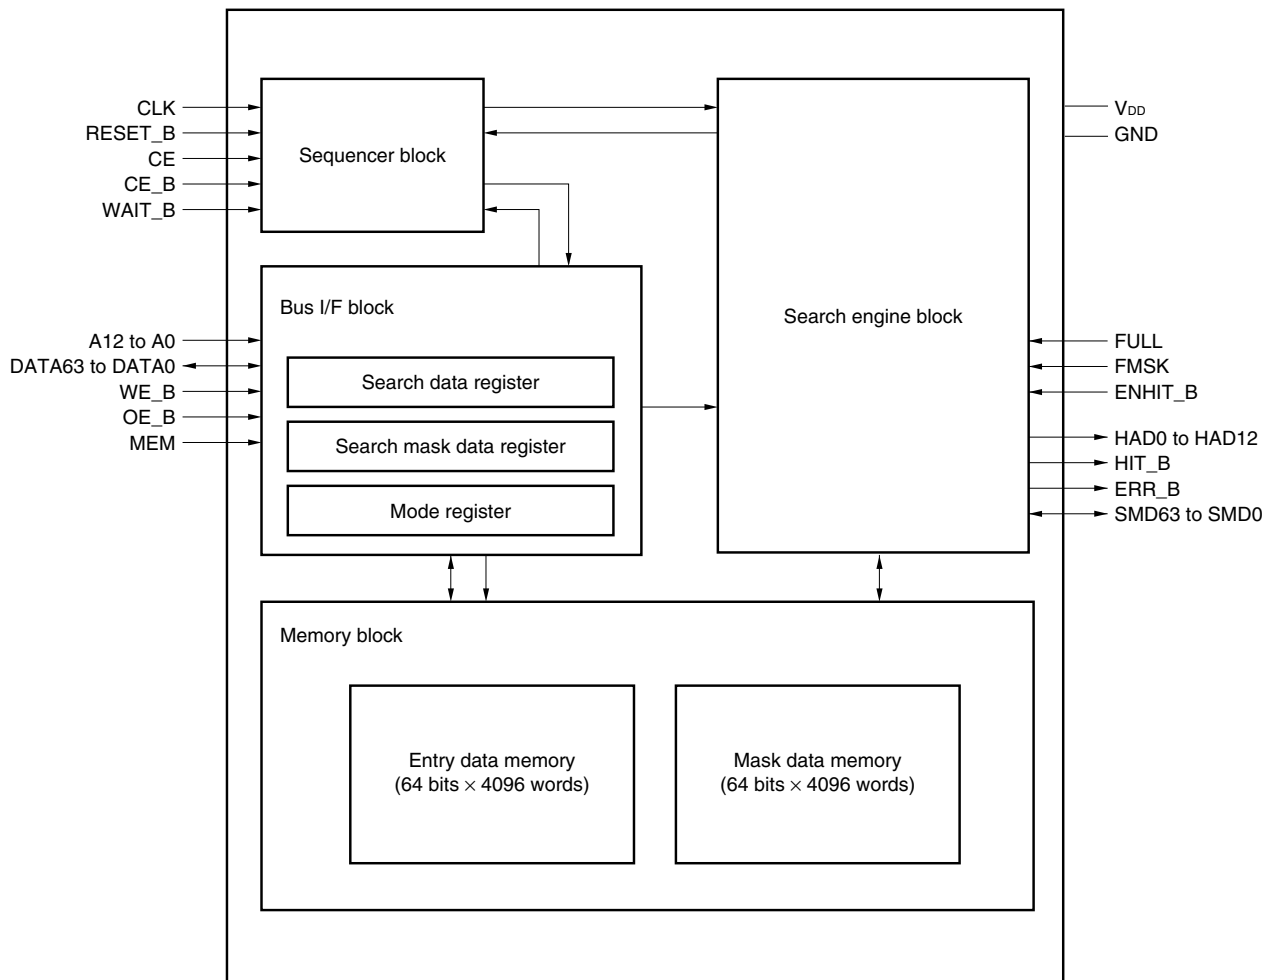 CLK
RESET_B
CE
CE_B
WAIT_B
Sequencer block
VDD
GND
Bus I/F block
A12 to A0
DATA63 to DATA0
WE_B
OE_B
MEM
Search data register
Search mask data register
Mode register
Search engine block
FULL
FMSK
ENHIT_B
HAD0 to HAD12
HIT_B
ERR_B
SMD63 to SMD0
Memory block
Entry data memory
(64 bits × 4096 words)
Mask data memory
(64 bits × 4096 words)